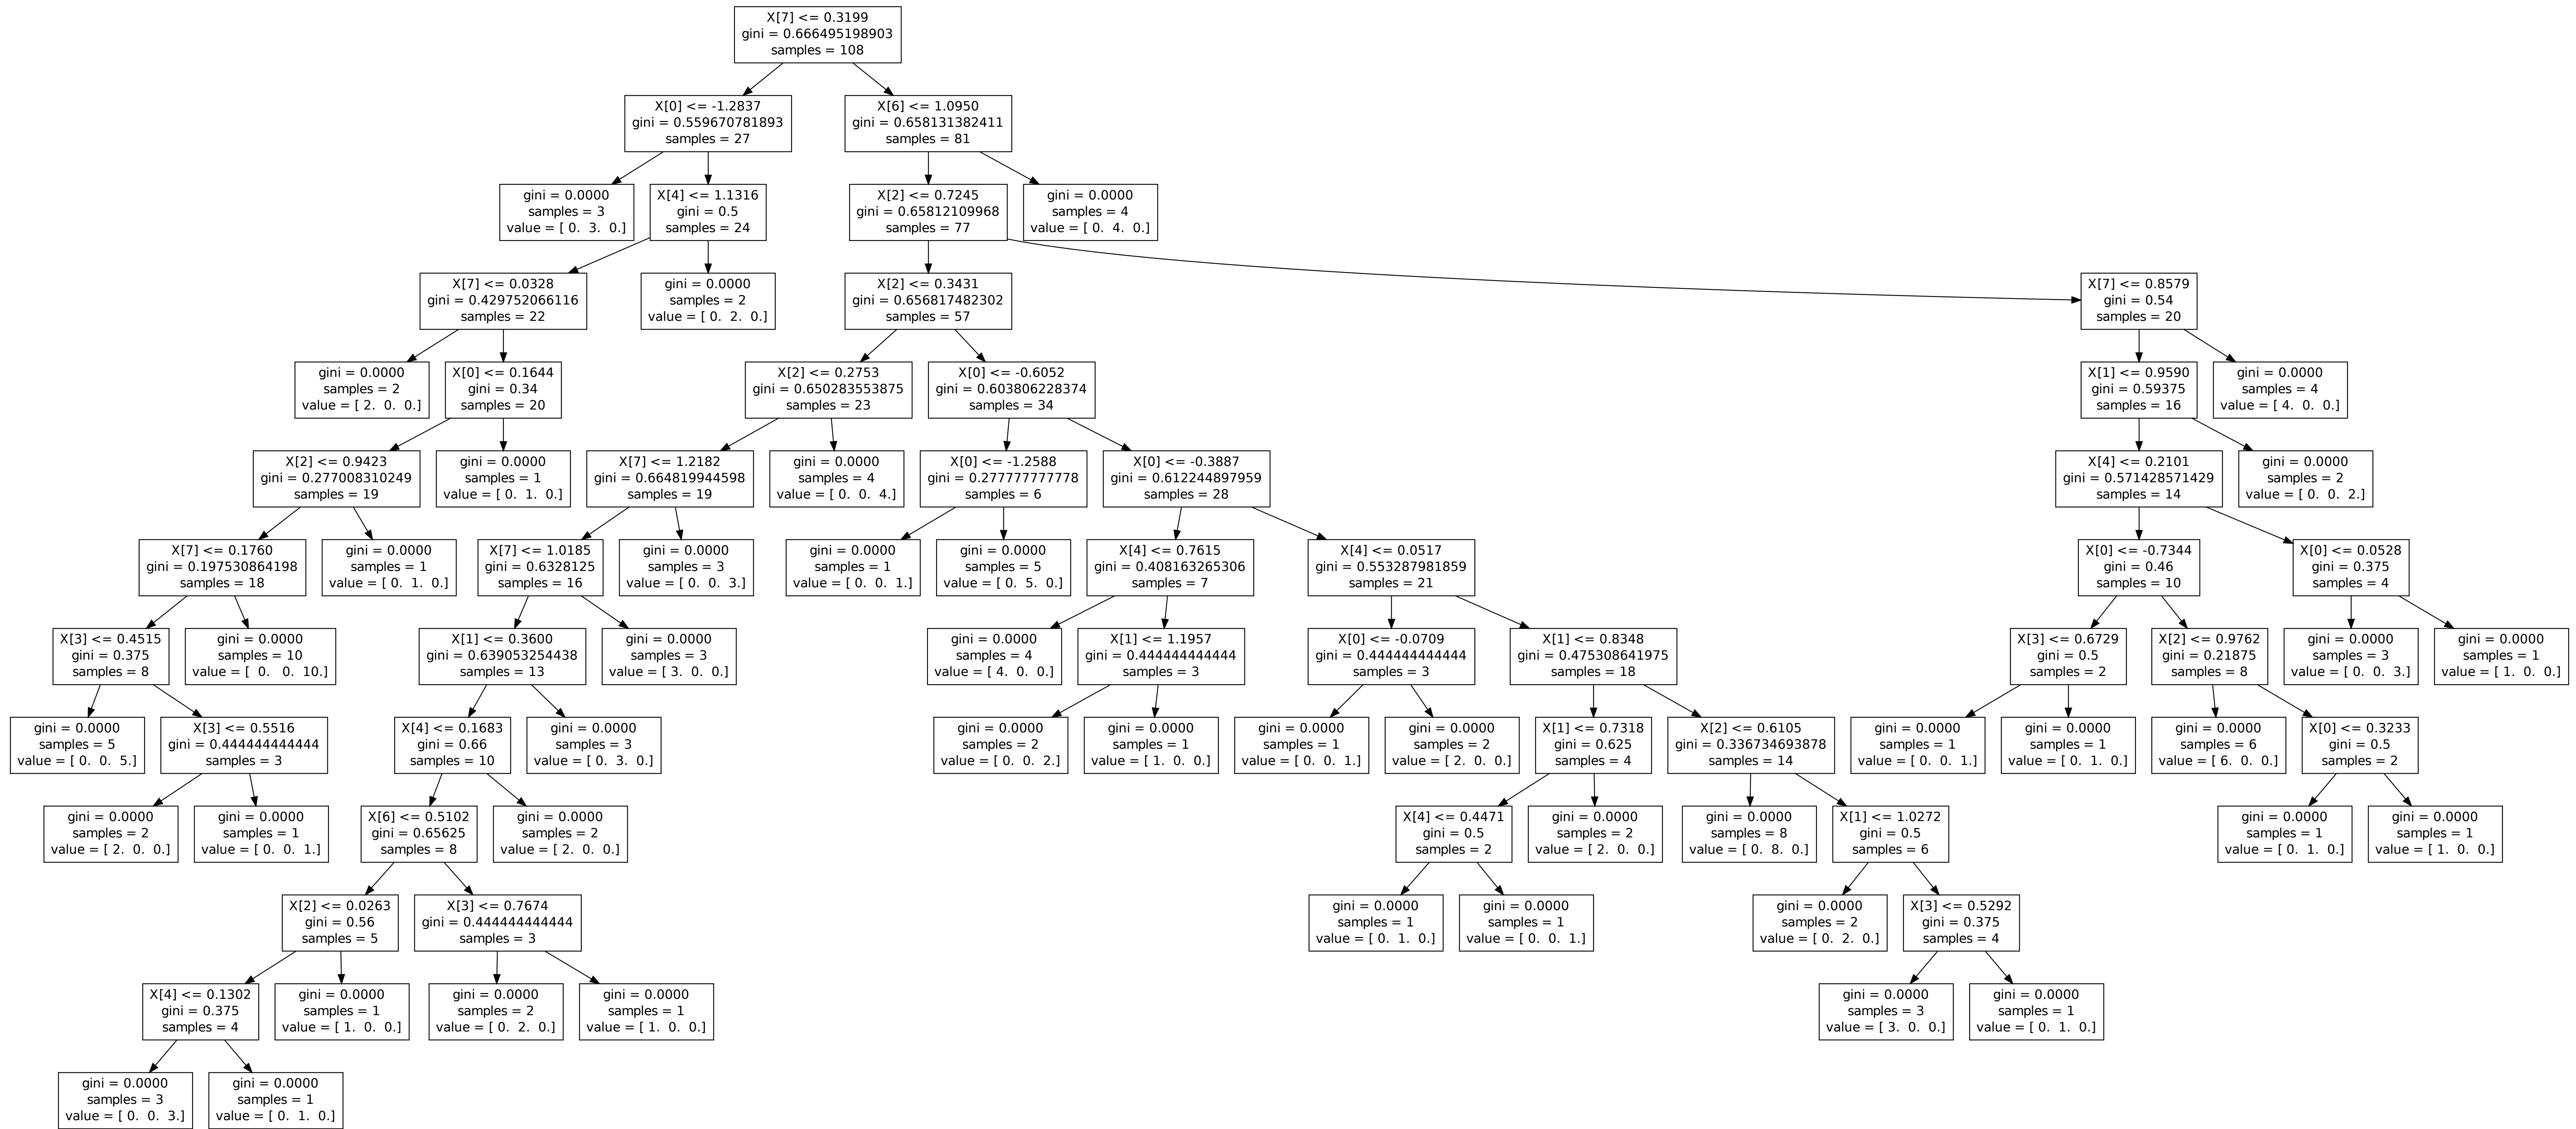 X[7] <= 0.3199
gini = 0.666495198903
samples = 108
X[0] <= -1.2837
gini = 0.559670781893
samples = 27
X[6] <= 1.0950
gini = 0.658131382411
samples = 81
gini = 0.0000
samples = 3
value = [ 0. 3. 0.]
X[4] <= 1.1316
gini = 0.5
samples = 24
X[2] <= 0.7245
gini = 0.65812109968
samples = 77
gini = 0.0000
samples = 4
value = [ 0. 4. 0.]
X[7] <= 0.0328
gini = 0.429752066116
samples = 22
gini = 0.0000
samples = 2
value = [ 0. 2. 0.]
X[2] <= 0.3431
gini = 0.656817482302
samples = 57
X[7] <= 0.8579
gini = 0.54
samples = 20
gini = 0.0000
samples = 2
value = [ 2. 0. 0.]
X[0] <= 0.1644
gini = 0.34
samples = 20
X[2] <= 0.2753
gini = 0.650283553875
samples = 23
X[0] <= -0.6052
gini = 0.603806228374
samples = 34
X[1] <= 0.9590
gini = 0.59375
samples = 16
gini = 0.0000
samples = 4
value = [ 4. 0. 0.]
X[2] <= 0.9423
gini = 0.277008310249
samples = 19
gini = 0.0000
samples = 1
value = [ 0. 1. 0.]
X[7] <= 1.2182
gini = 0.664819944598
samples = 19
gini = 0.0000
samples = 4
value = [ 0. 0. 4.]
X[0] <= -1.2588
gini = 0.277777777778
samples = 6
X[0] <= -0.3887
gini = 0.612244897959
samples = 28
X[4] <= 0.2101
gini = 0.571428571429
samples = 14
gini = 0.0000
samples = 2
value = [ 0. 0. 2.]
X[7] <= 0.1760
gini = 0.197530864198
samples = 18
gini = 0.0000
samples = 1
value = [ 0. 1. 0.]
X[7] <= 1.0185
gini = 0.6328125
samples = 16
gini = 0.0000
samples = 3
value = [ 0. 0. 3.]
gini = 0.0000
samples = 1
value = [ 0. 0. 1.]
gini = 0.0000
samples = 5
value = [ 0. 5. 0.]
X[4] <= 0.7615
gini = 0.408163265306
samples = 7
X[4] <= 0.0517
gini = 0.553287981859
samples = 21
X[0] <= -0.7344
gini = 0.46
samples = 10
X[0] <= 0.0528
gini = 0.375
samples = 4
X[3] <= 0.4515
gini = 0.375
samples = 8
gini = 0.0000
samples = 10
value = [ 0. 0. 10.]
X[1] <= 0.3600
gini = 0.639053254438
samples = 13
gini = 0.0000
samples = 3
value = [ 3. 0. 0.]
gini = 0.0000
samples = 4
value = [ 4. 0. 0.]
X[1] <= 1.1957
gini = 0.444444444444
samples = 3
X[0] <= -0.0709
gini = 0.444444444444
samples = 3
X[1] <= 0.8348
gini = 0.475308641975
samples = 18
X[3] <= 0.6729
gini = 0.5
samples = 2
X[2] <= 0.9762
gini = 0.21875
samples = 8
gini = 0.0000
samples = 3
value = [ 0. 0. 3.]
gini = 0.0000
samples = 1
value = [ 1. 0. 0.]
gini = 0.0000
samples = 5
value = [ 0. 0. 5.]
X[3] <= 0.5516
gini = 0.444444444444
samples = 3
X[4] <= 0.1683
gini = 0.66
samples = 10
gini = 0.0000
samples = 3
value = [ 0. 3. 0.]
gini = 0.0000
samples = 2
value = [ 0. 0. 2.]
gini = 0.0000
samples = 1
value = [ 1. 0. 0.]
gini = 0.0000
samples = 1
value = [ 0. 0. 1.]
gini = 0.0000
samples = 2
value = [ 2. 0. 0.]
X[1] <= 0.7318
gini = 0.625
samples = 4
X[2] <= 0.6105
gini = 0.336734693878
samples = 14
gini = 0.0000
samples = 1
value = [ 0. 0. 1.]
gini = 0.0000
samples = 1
value = [ 0. 1. 0.]
gini = 0.0000
samples = 6
value = [ 6. 0. 0.]
X[0] <= 0.3233
gini = 0.5
samples = 2
gini = 0.0000
samples = 2
value = [ 2. 0. 0.]
gini = 0.0000
samples = 1
value = [ 0. 0. 1.]
X[6] <= 0.5102
gini = 0.65625
samples = 8
gini = 0.0000
samples = 2
value = [ 2. 0. 0.]
X[4] <= 0.4471
gini = 0.5
samples = 2
gini = 0.0000
samples = 2
value = [ 2. 0. 0.]
gini = 0.0000
samples = 8
value = [ 0. 8. 0.]
X[1] <= 1.0272
gini = 0.5
samples = 6
gini = 0.0000
samples = 1
value = [ 0. 1. 0.]
gini = 0.0000
samples = 1
value = [ 1. 0. 0.]
X[2] <= 0.0263
gini = 0.56
samples = 5
X[3] <= 0.7674
gini = 0.444444444444
samples = 3
gini = 0.0000
samples = 1
value = [ 0. 1. 0.]
gini = 0.0000
samples = 1
value = [ 0. 0. 1.]
gini = 0.0000
samples = 2
value = [ 0. 2. 0.]
X[3] <= 0.5292
gini = 0.375
samples = 4
X[4] <= 0.1302
gini = 0.375
samples = 4
gini = 0.0000
samples = 1
value = [ 1. 0. 0.]
gini = 0.0000
samples = 2
value = [ 0. 2. 0.]
gini = 0.0000
samples = 1
value = [ 1. 0. 0.]
gini = 0.0000
samples = 3
value = [ 3. 0. 0.]
gini = 0.0000
samples = 1
value = [ 0. 1. 0.]
gini = 0.0000
samples = 3
value = [ 0. 0. 3.]
gini = 0.0000
samples = 1
value = [ 0. 1. 0.]